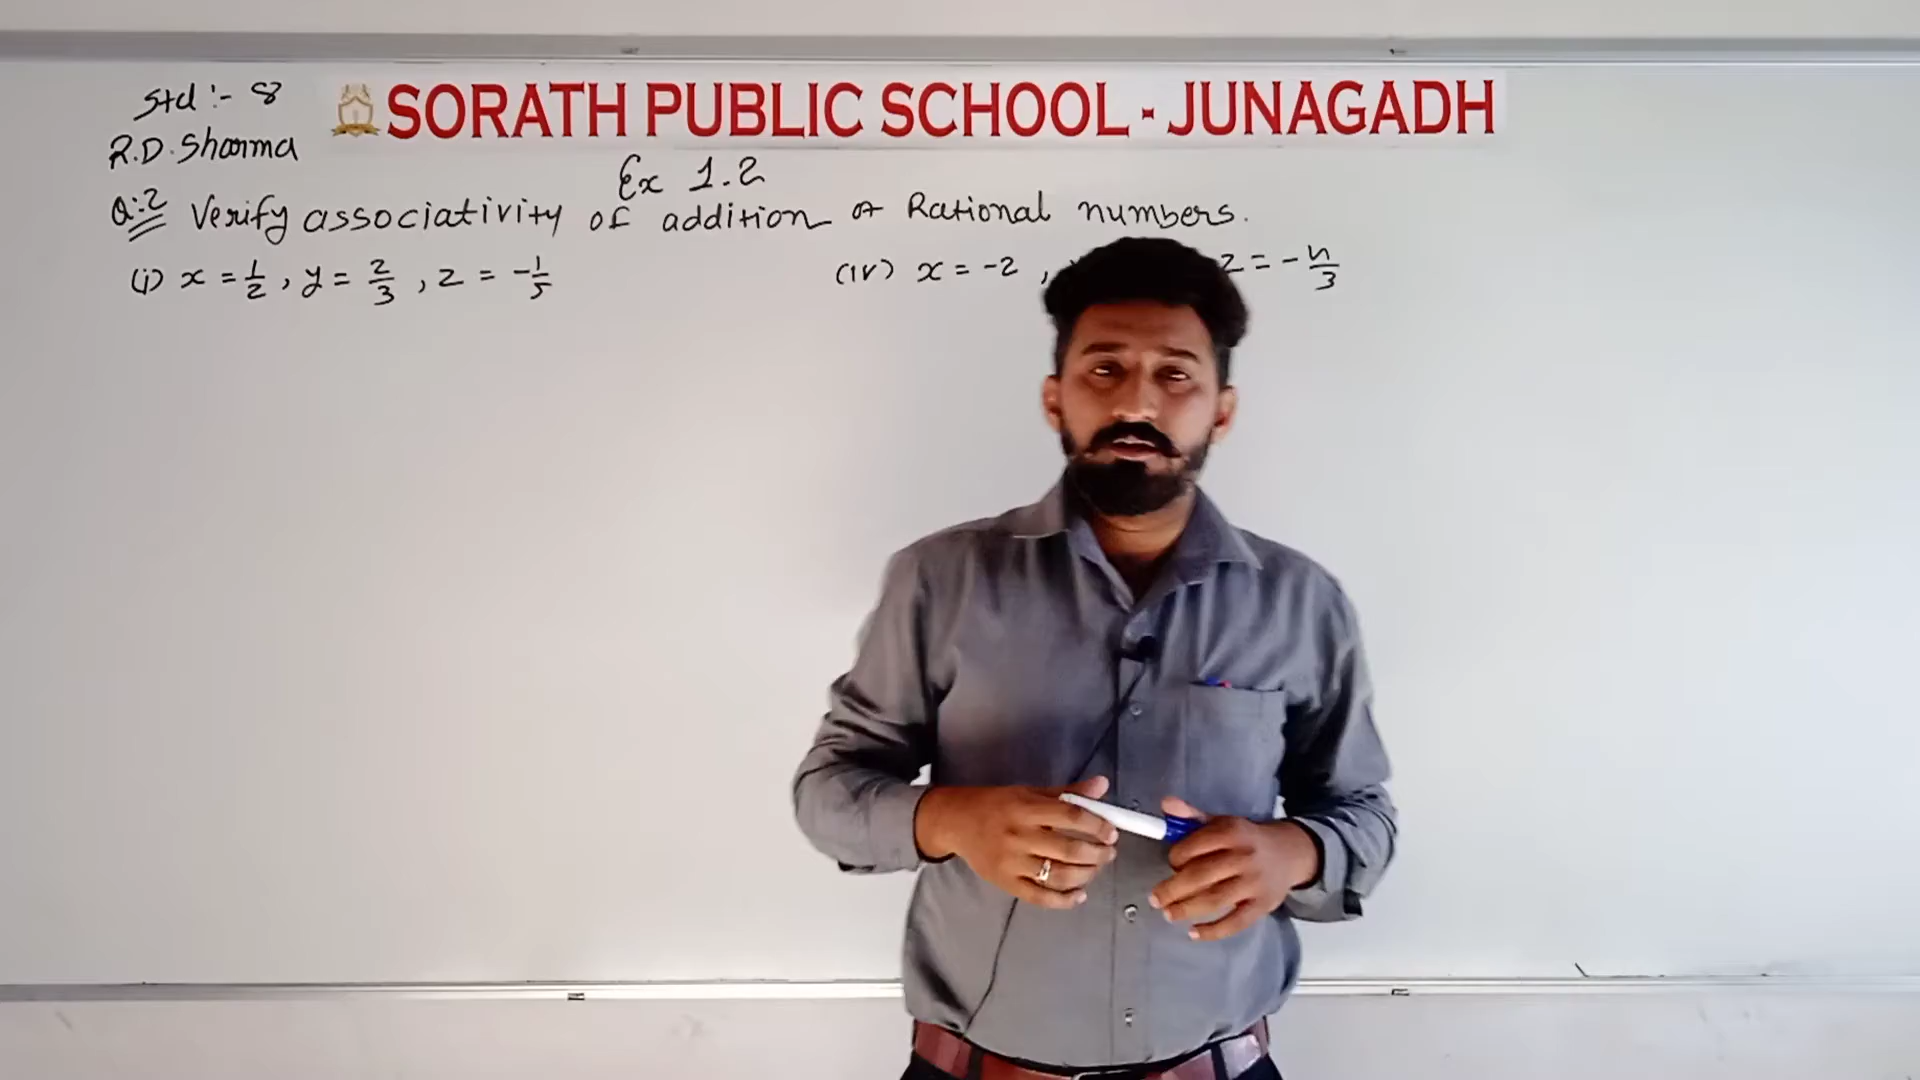 Std :- 8
SORATH PUBLIC SCHOOL - JUNAGADH
R.D. Sharma
Ex 1.2
Q:2 Verify associativity of addition of Rational numbers.
(i) x = 1/2 , y = 2/3 , z = -1/5
(iv) x = -2 , z = - /3